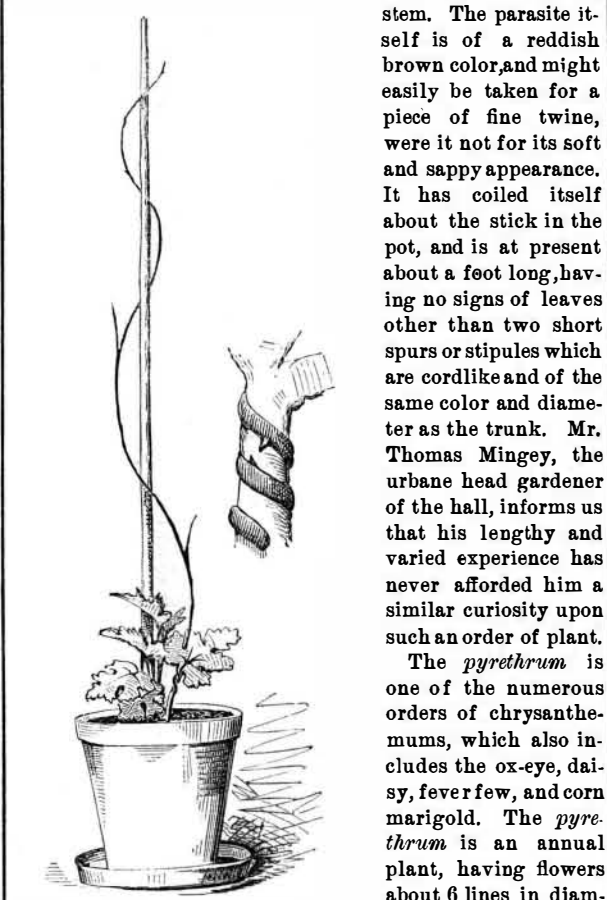 stem. The parasite it-
self is of a reddish
brown color,and might
easily be taken for a
piece of fine twine,
were it not for its soft
and sappy appearance.
It has coiled itself
about the stick in the
pot, and is at present
about a foot long,hav-
ing no signs of leaves
other than two short
spurs or stipules which
are cordlike and of the
same color and diame-
ter as the trunk. Mr.
Thomas Mingey, the
urbane head gardener
of the hall, informs us
that his lengthy and
varied experience has
never afforded him a
similar curiosity upon
such an order of plant.
The pyrethrum is
one of the numerous
orders of chrysanthe-
mums, which also in-
cludes the ox-eye, dai-
sy, feverfew, and corn
marigold. The pyre-
thrum is an annual
plant, having flowers
about 6 lines in diam-